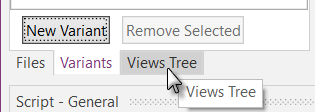 New Variant Remove Selected
Files Variants Views Tree
Views Tree
Script - General